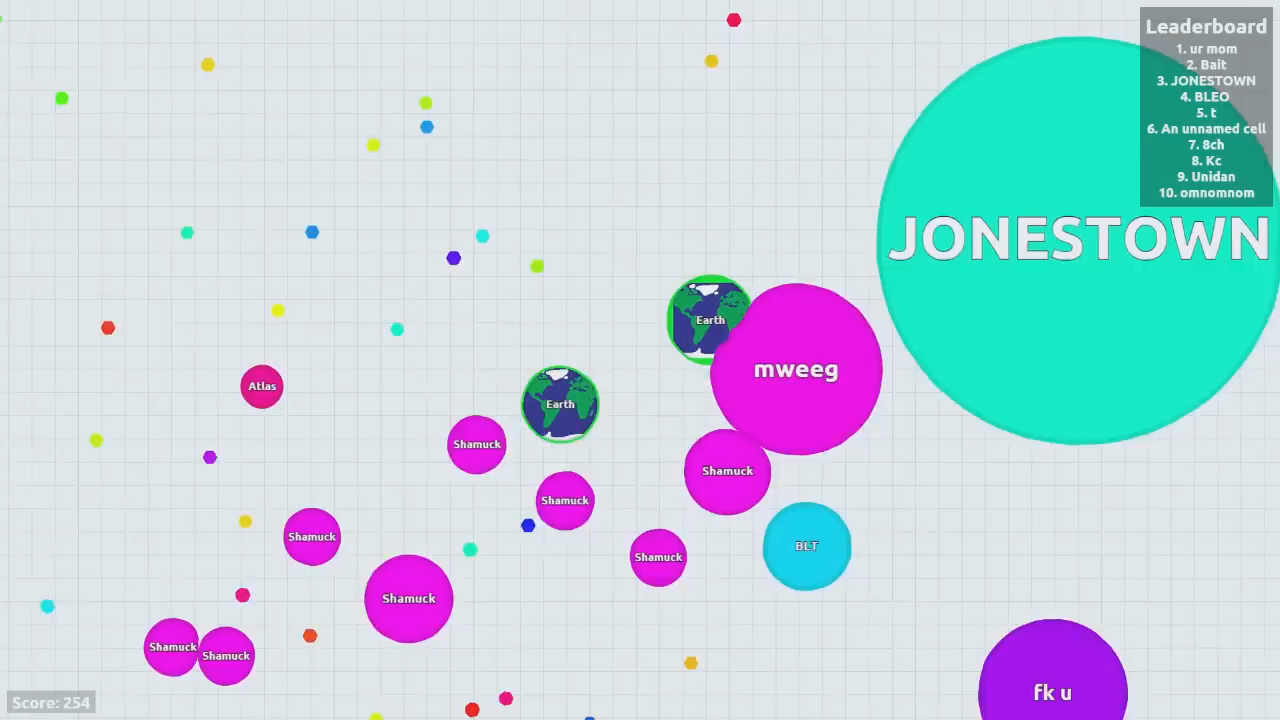 Leaderboard
1. ur mom
2. Bait
3. JONESTOWN
4. BLEO
5. t
6. An unnamed cell
7. 8ch
8. Kc
9. Unidan
10. omnomnom
JONESTOWN
Earth
mweeg
Atlas
Earth
Shamuck
Shamuck
Shamuck
Shamuck
BLT
Shamuck
Shamuck
Shamuck
Shamuck
fk u
Score: 254